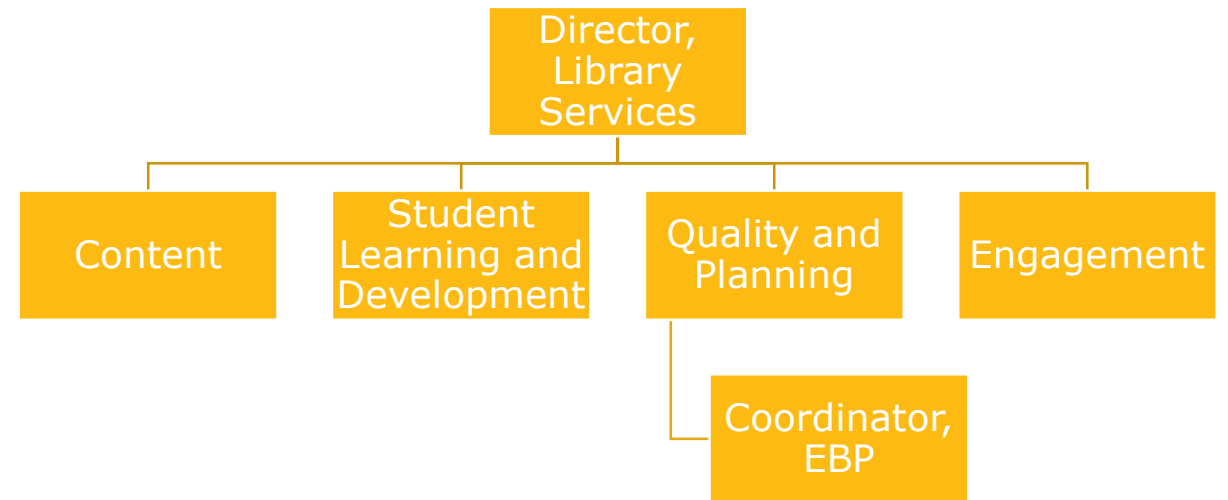 Director,
Library
Services
Content
Student
Learning and
Development
Quality and
Planning
Engagement
Coordinator,
EBP